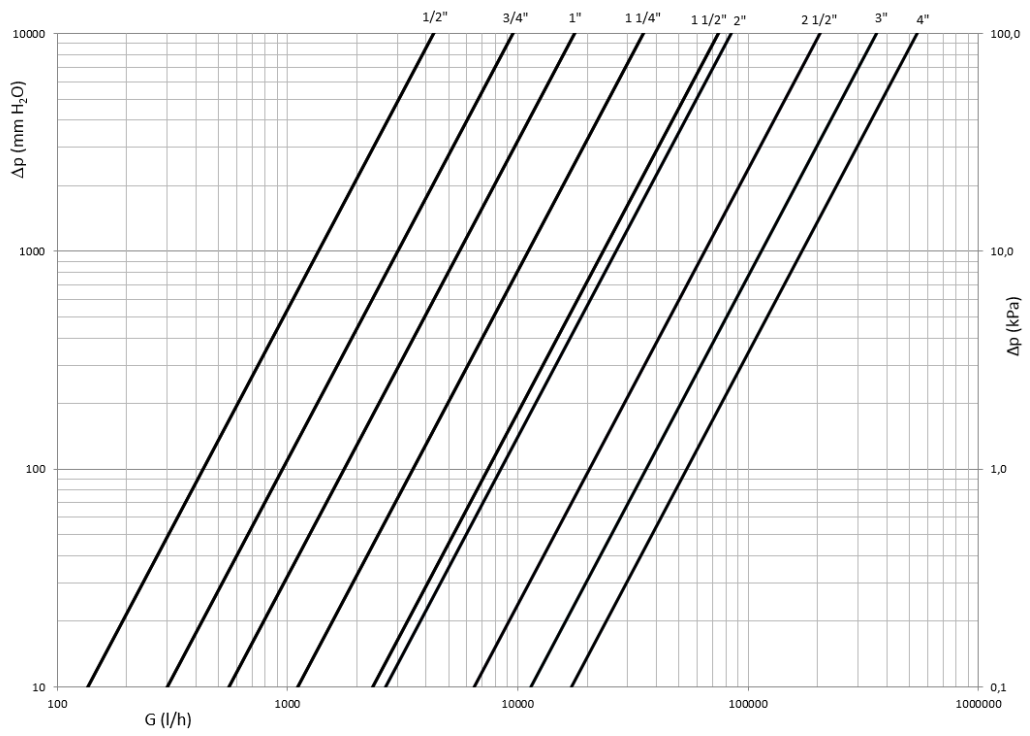 1/2" 3/4" 1" 1 1/4" 1 1/2" 2" 2 1/2" 3" 4"
10000 100,0
Δp (mm H₂O)
1000 10,0
Δp (kPa)
100 1,0
10 0,1
100 1000 10000 100000 1000000
G (l/h)